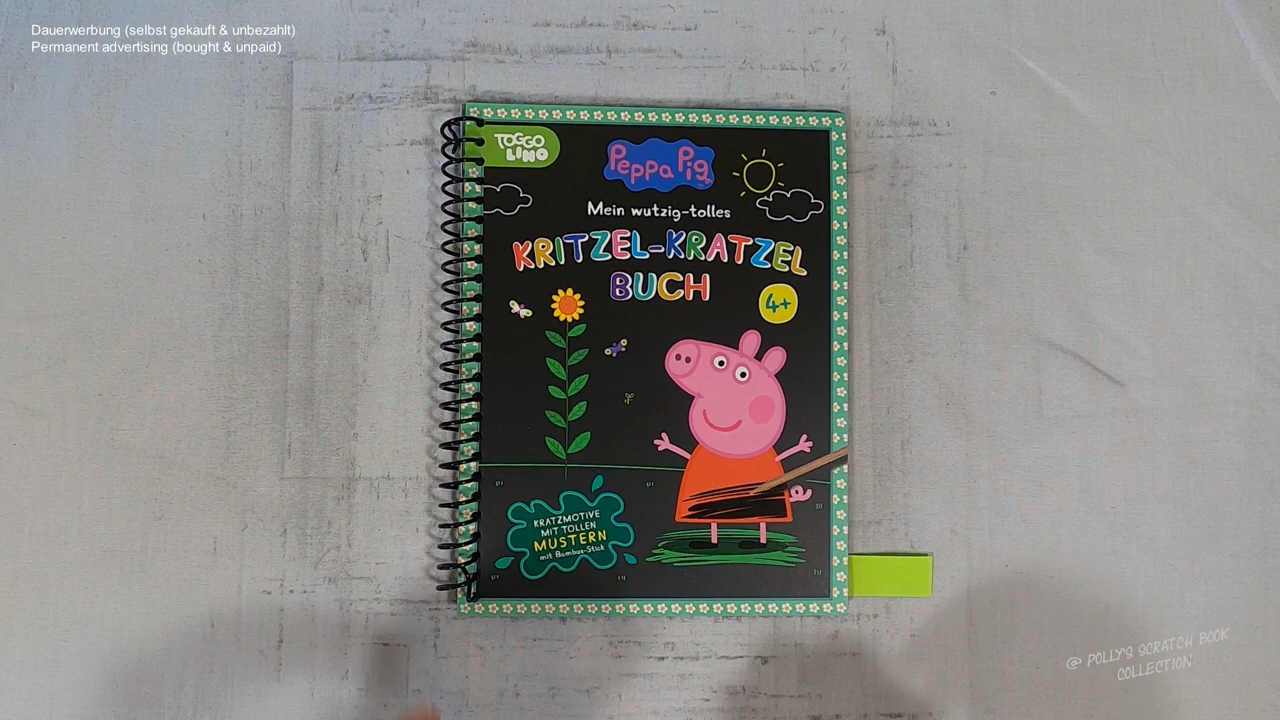 Dauerwerbung (selbst gekauft & unbezahlt)
Permanent advertising (bought & unpaid)
TOGGO
LINO
Peppa Pig
Mein wutzig-tolles
KRITZEL-KRATZEL
BUCH
4+
KRATZMOTIVE
MIT TOLLEN
MUSTERN
mit Bambus-Stick
@ POLLY'S SCRATCH BOOK
COLLECTION